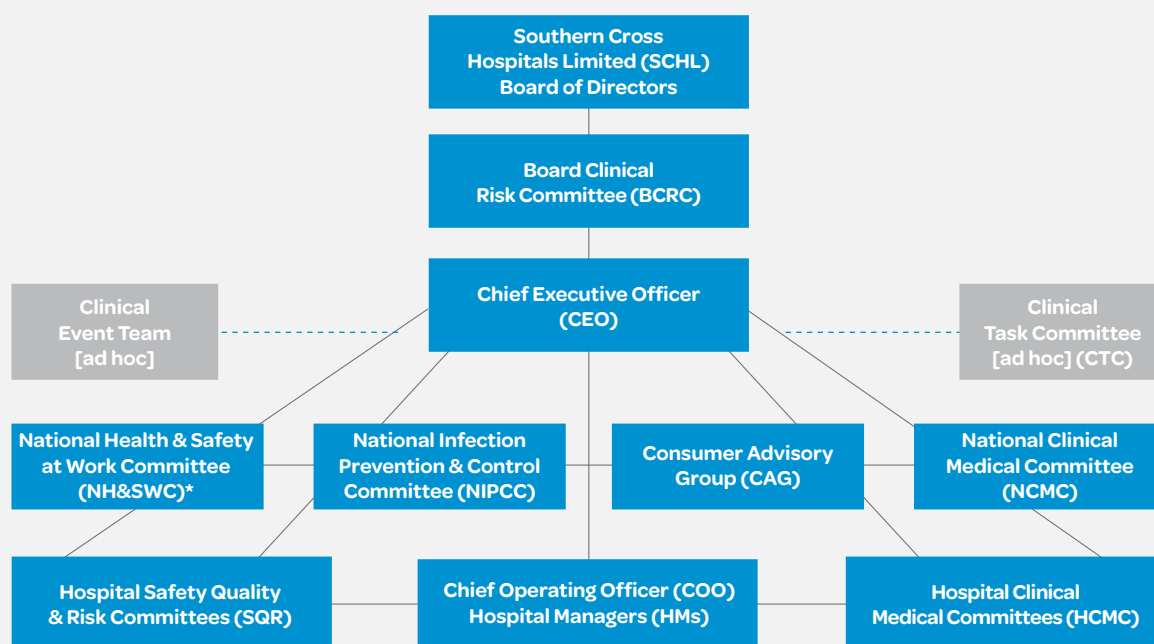 Southern Cross
Hospitals Limited (SCHL)
Board of Directors
Board Clinical
Risk Committee (BCRC)
Chief Executive Officer
(CEO)
Clinical
Event Team
[ad hoc]
Clinical
Task Committee
[ad hoc] (CTC)
National Health & Safety
at Work Committee
(NH&SWC)*
National Infection
Prevention & Control
Committee (NIPCC)
Consumer Advisory
Group (CAG)
National Clinical
Medical Committee
(NCMC)
Hospital Safety Quality
& Risk Committees (SQR)
Chief Operating Officer (COO)
Hospital Managers (HMs)
Hospital Clinical
Medical Committees (HCMC)